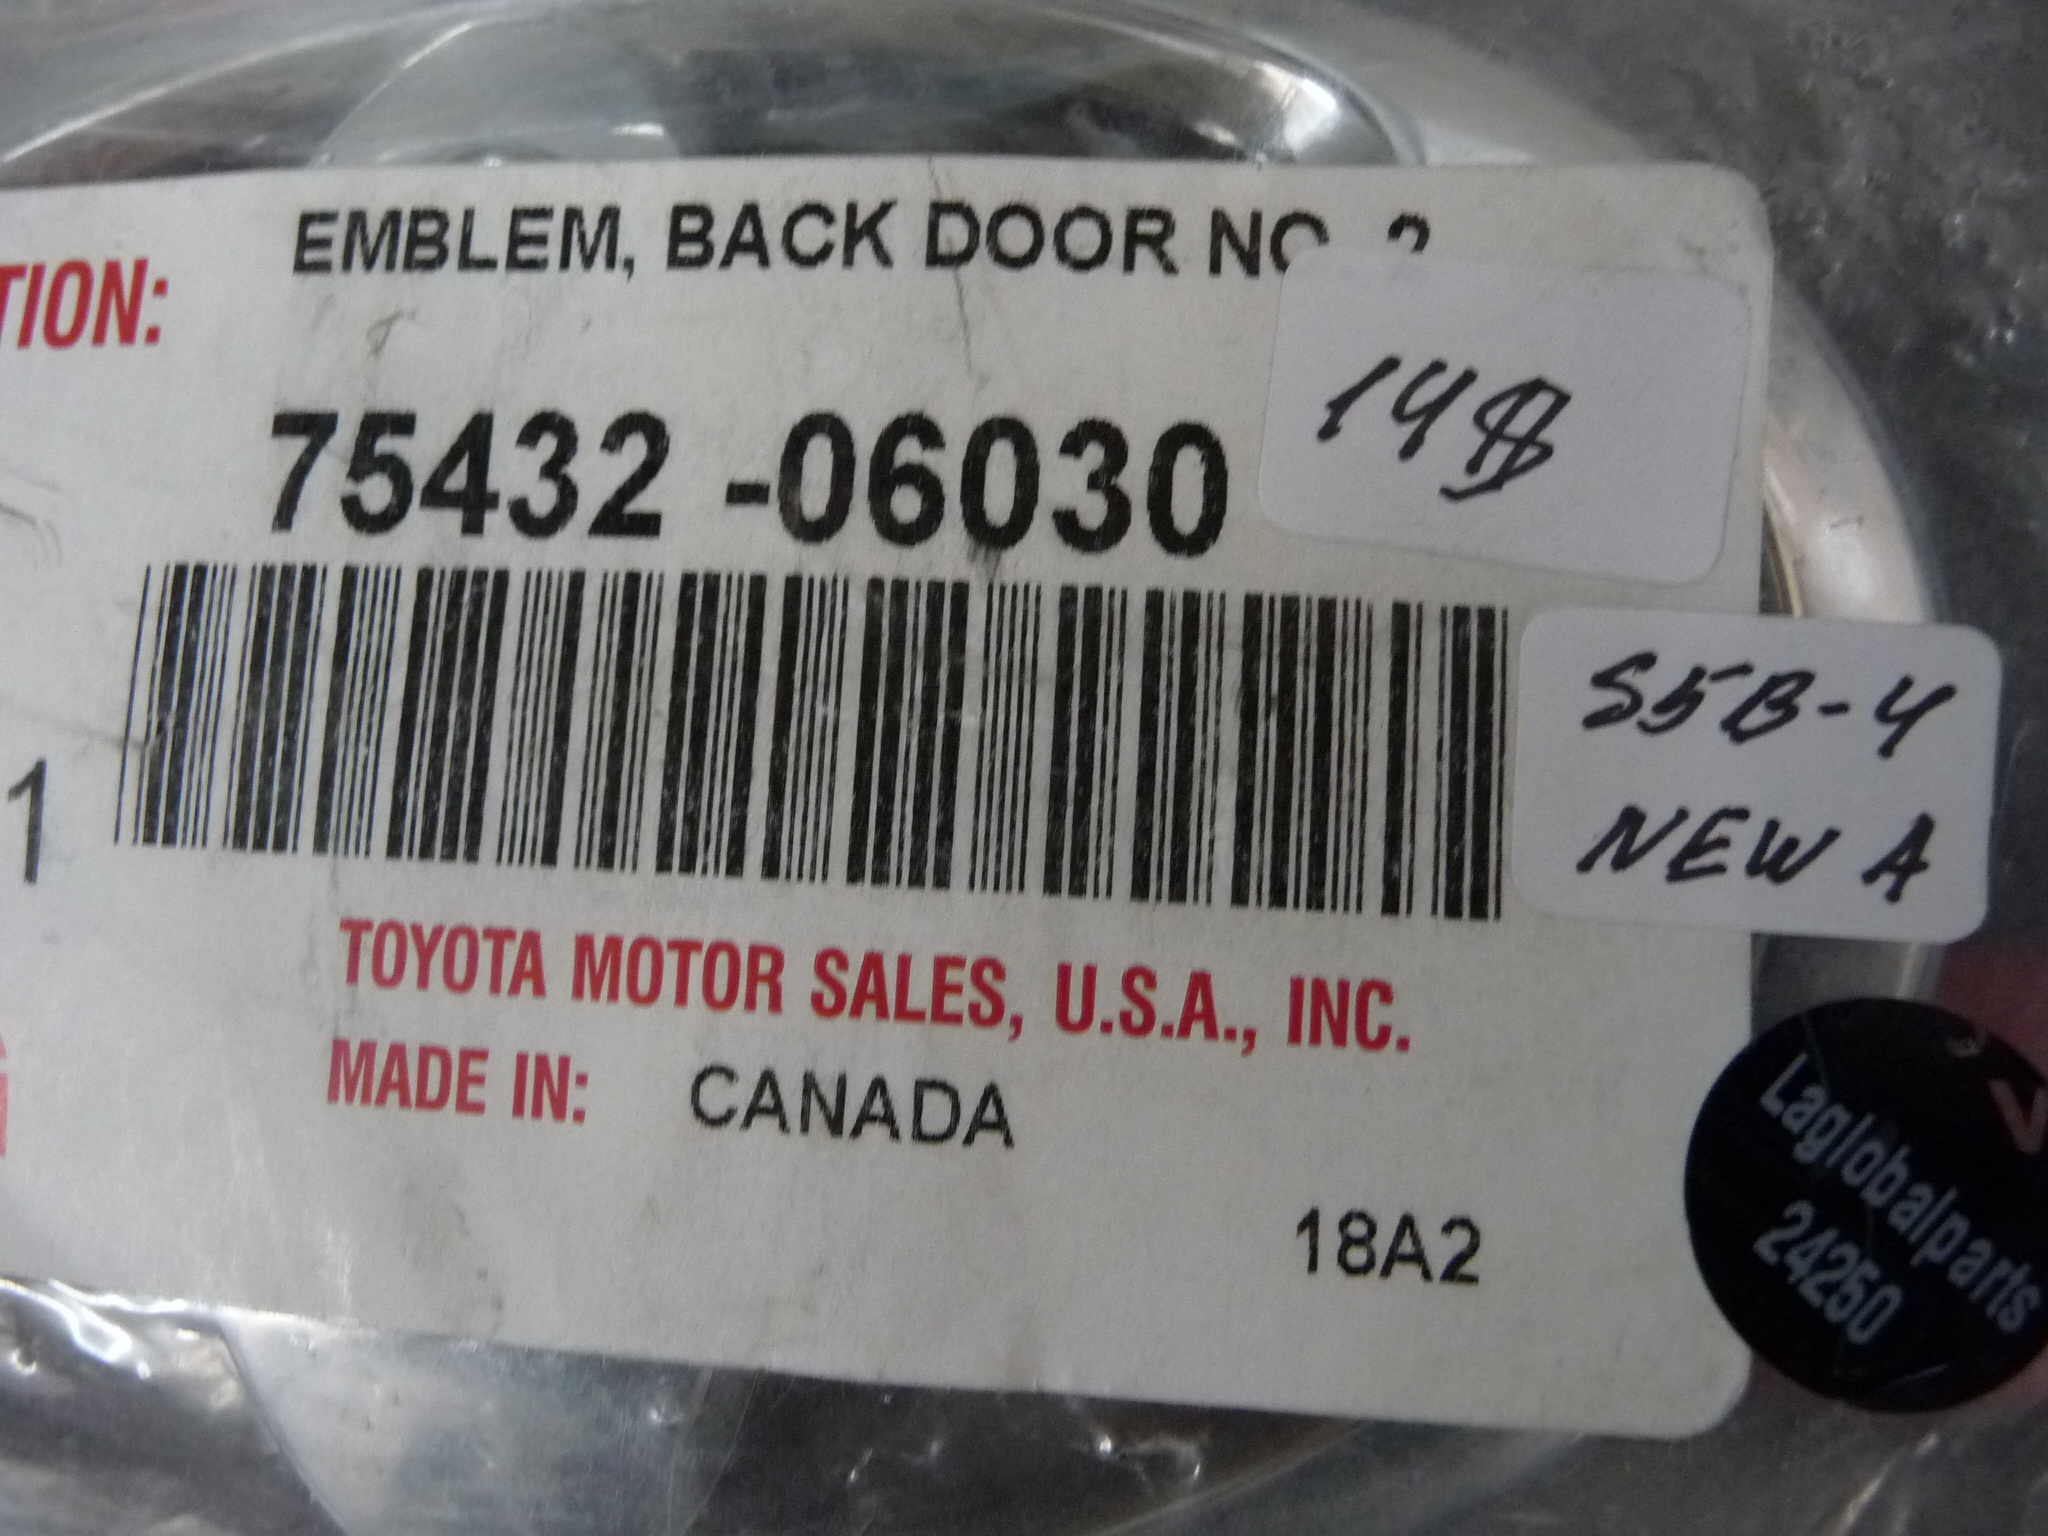 EMBLEM, BACK DOOR NO. 2
TION:
14$
75432 -06030
S5B-4
NEW A
1
TOYOTA MOTOR SALES, U.S.A., INC.
MADE IN: CANADA
18A2
Laglobalparts
24250